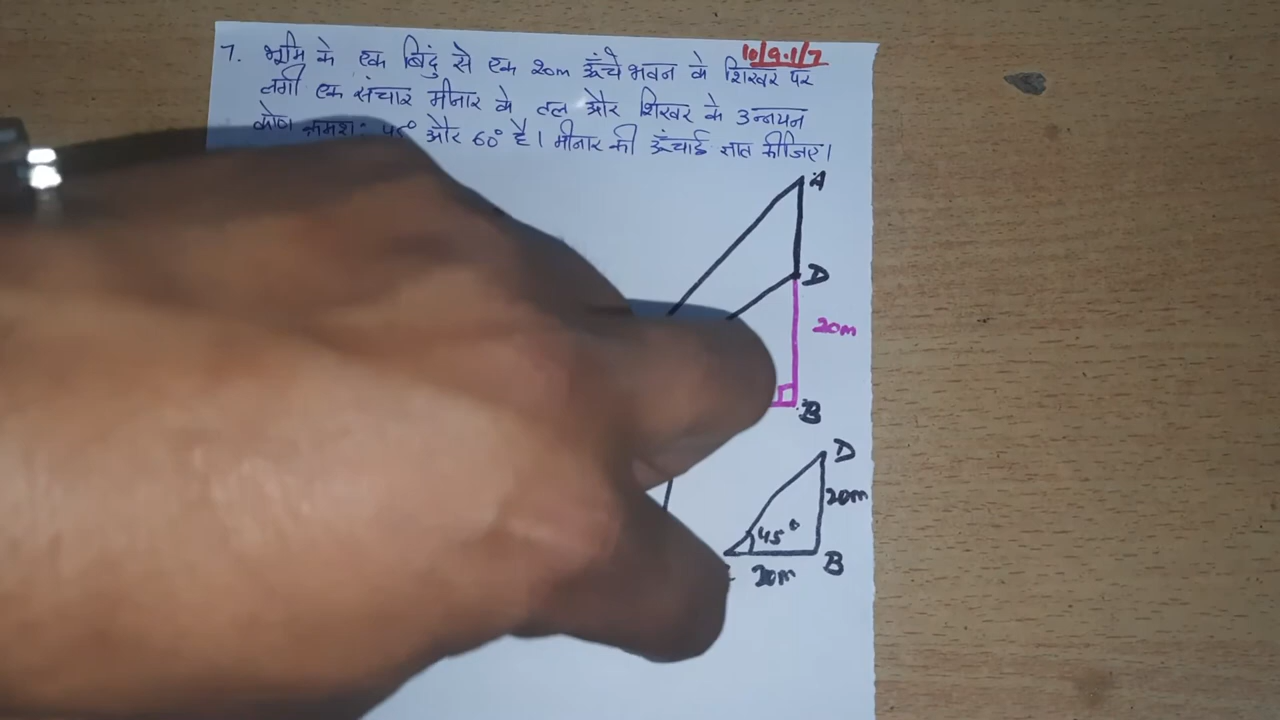 10/9.1/7
7. भूमि के एक बिंदु से एक 20m ऊँचे भवन के शिखर पर
लगी एक संचार मीनार के तल और शिखर के उन्नयन
कोण क्रमशः 45° और 60° है। मीनार की ऊँचाई ज्ञात कीजिए।
A
D
20m
B
D
20m
45°
20m
B